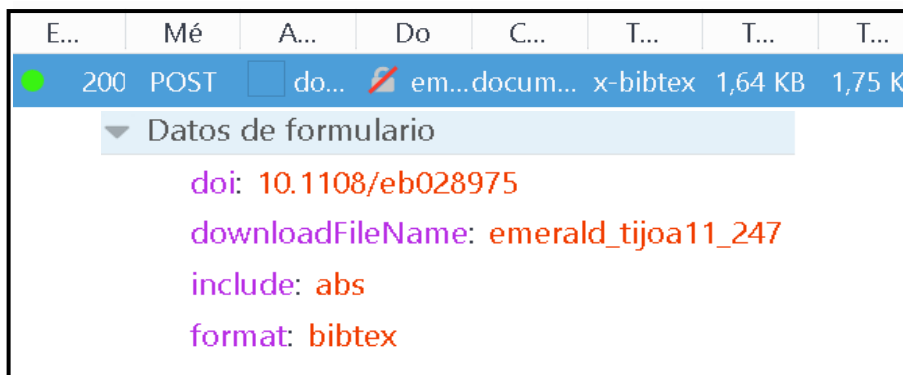 E... Mé A... Do C... T... T... T...
200 POST do... em... docum... x-bibtex 1,64 KB 1,75 K
Datos de formulario
doi: 10.1108/eb028975
downloadFileName: emerald_tijoa11_247
include: abs
format: bibtex